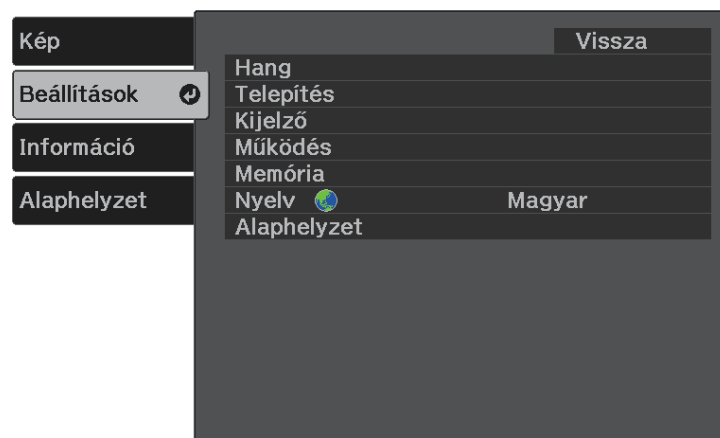 Kép
Beállítások
Információ
Alaphelyzet
Vissza
Hang
Telepítés
Kijelző
Működés
Memória
Nyelv Magyar
Alaphelyzet